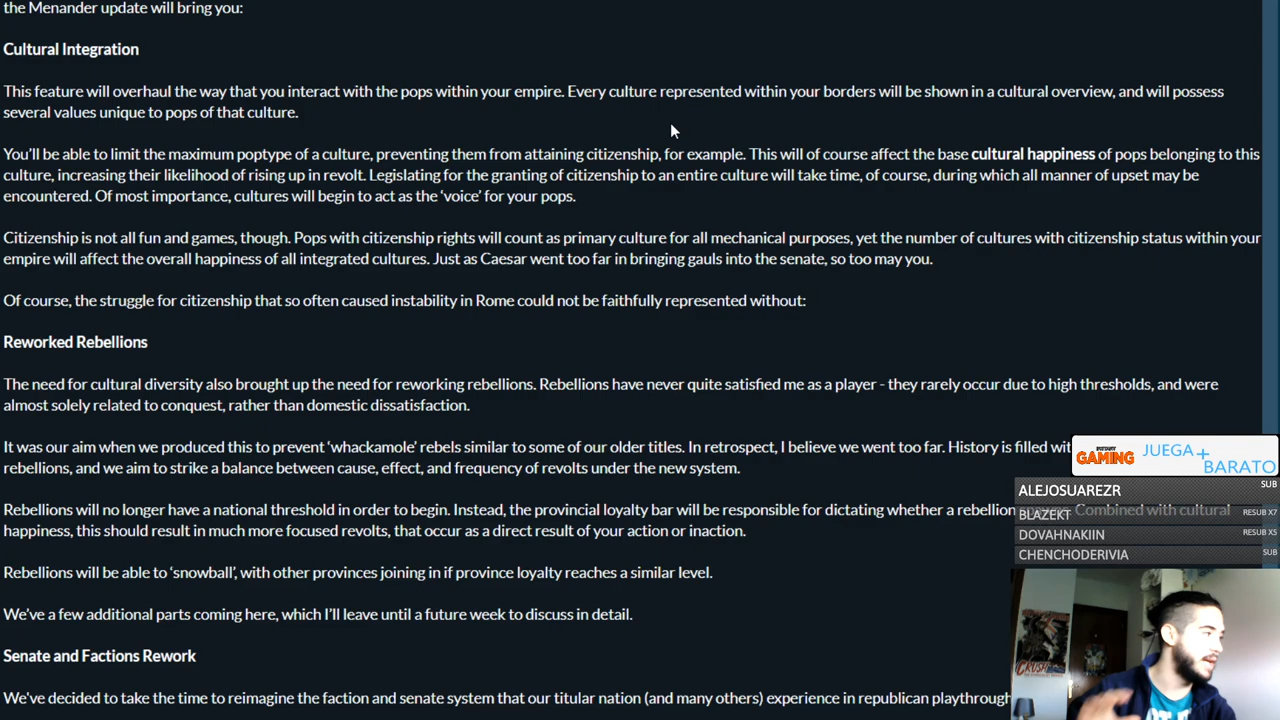 the Menander update will bring you:
Cultural Integration
This feature will overhaul the way that you interact with the pops within your empire. Every culture represented within your borders will be shown in a cultural overview, and will possess
several values unique to pops of that culture.
You’ll be able to limit the maximum poptype of a culture, preventing them from attaining citizenship, for example. This will of course affect the base cultural happiness of pops belonging to this
culture, increasing their likelihood of rising up in revolt. Legislating for the granting of citizenship to an entire culture will take time, of course, during which all manner of upset may be
encountered. Of most importance, cultures will begin to act as the ‘voice’ for your pops.
Citizenship is not all fun and games, though. Pops with citizenship rights will count as primary culture for all mechanical purposes, yet the number of cultures with citizenship status within your
empire will affect the overall happiness of all integrated cultures. Just as Caesar went too far in bringing gauls into the senate, so too may you.
Of course, the struggle for citizenship that so often caused instability in Rome could not be faithfully represented without:
Reworked Rebellions
The need for cultural diversity also brought up the need for reworking rebellions. Rebellions have never quite satisfied me as a player - they rarely occur due to high thresholds, and were
almost solely related to conquest, rather than domestic dissatisfaction.
It was our aim when we produced this to prevent ‘whackamole’ rebels similar to some of our older titles. In retrospect, I believe we went too far. History is filled
rebellions, and we aim to strike a balance between cause, effect, and frequency of revolts under the new system.
Rebellions will no longer have a national threshold in order to begin. Instead, the provincial loyalty bar will be responsible for dictating whether a rebellion Combined with cultural
happiness, this should result in much more focused revolts, that occur as a direct result of your action or inaction.
Rebellions will be able to ‘snowball’, with other provinces joining in if province loyalty reaches a similar level.
We’ve a few additional parts coming here, which I’ll leave until a future week to discuss in detail.
Senate and Factions Rework
We've decided to take the time to reimagine the faction and senate system that our titular nation (and many others) experience in republican
GAMING JUEGA+
BARATO
ALEJOSUAREZR SUB
BLAZEKT RESUB X7
DOVAHNAKIIN RESUB X5
CHENCHODERIVIA SUB
CRUSH